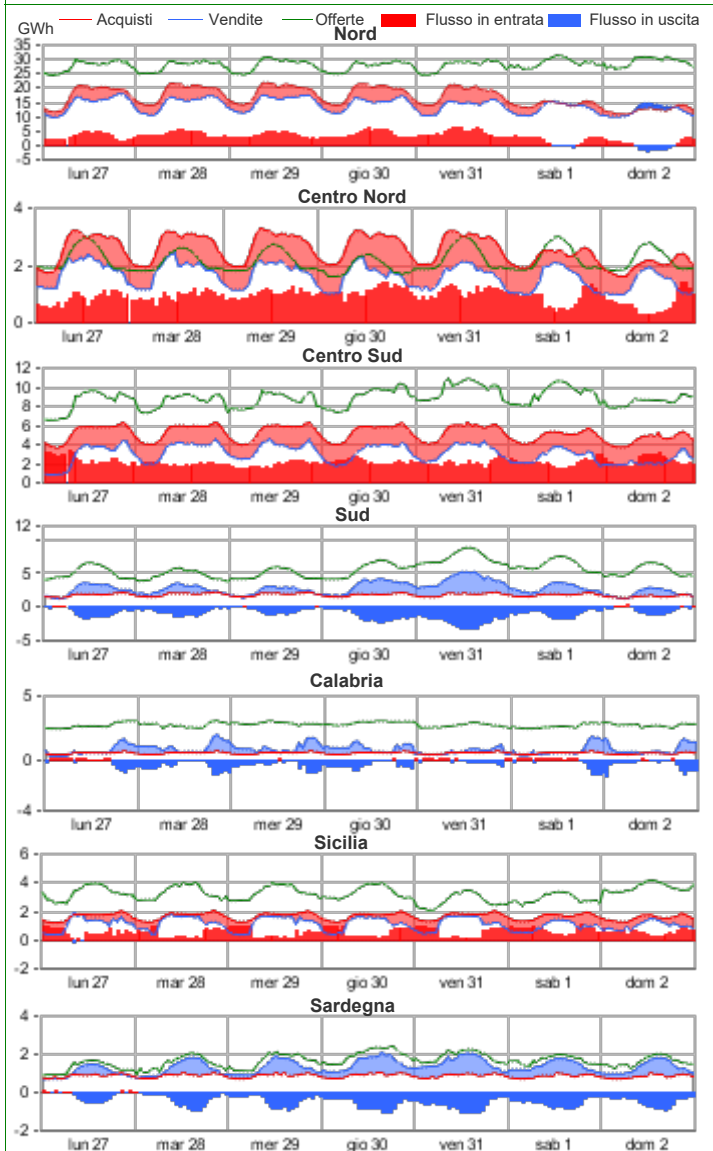 Acquisti Vendite Offerte Flusso in entrata Flusso in uscita
GWh
Nord
35
30
25
20
15
10
5
0
-5
lun 27 mar 28 mer 29 gio 30 ven 31 sab 1 dom 2
Centro Nord
4
2
0
lun 27 mar 28 mer 29 gio 30 ven 31 sab 1 dom 2
Centro Sud
12
10
8
6
4
2
0
lun 27 mar 28 mer 29 gio 30 ven 31 sab 1 dom 2
Sud
12
5
0
-5
lun 27 mar 28 mer 29 gio 30 ven 31 sab 1 dom 2
Calabria
5
0
-4
lun 27 mar 28 mer 29 gio 30 ven 31 sab 1 dom 2
Sicilia
6
4
2
0
-2
lun 27 mar 28 mer 29 gio 30 ven 31 sab 1 dom 2
Sardegna
4
2
0
-2
lun 27 mar 28 mer 29 gio 30 ven 31 sab 1 dom 2